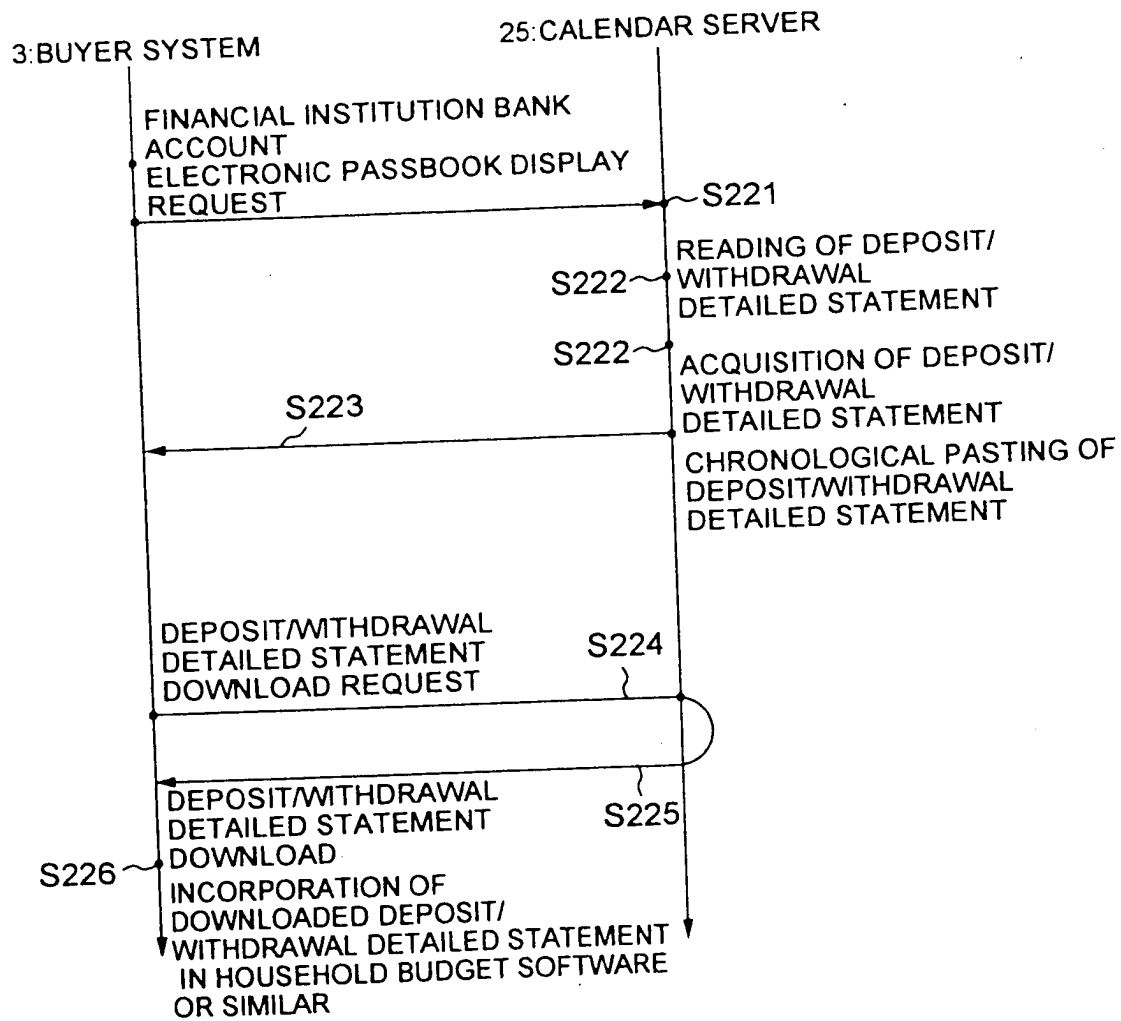 3:BUYER SYSTEM
25:CALENDAR SERVER
FINANCIAL INSTITUTION BANK
ACCOUNT
ELECTRONIC PASSBOOK DISPLAY
REQUEST
S221
READING OF DEPOSIT/
WITHDRAWAL
DETAILED STATEMENT
S222
S222
ACQUISITION OF DEPOSIT/
WITHDRAWAL
DETAILED STATEMENT
S223
CHRONOLOGICAL PASTING OF
DEPOSIT/WITHDRAWAL
DETAILED STATEMENT
DEPOSIT/WITHDRAWAL
DETAILED STATEMENT
DOWNLOAD REQUEST
S224
DEPOSIT/WITHDRAWAL
DETAILED STATEMENT
DOWNLOAD
S225
S226
INCORPORATION OF
DOWNLOADED DEPOSIT/
WITHDRAWAL DETAILED STATEMENT
IN HOUSEHOLD BUDGET SOFTWARE
OR SIMILAR